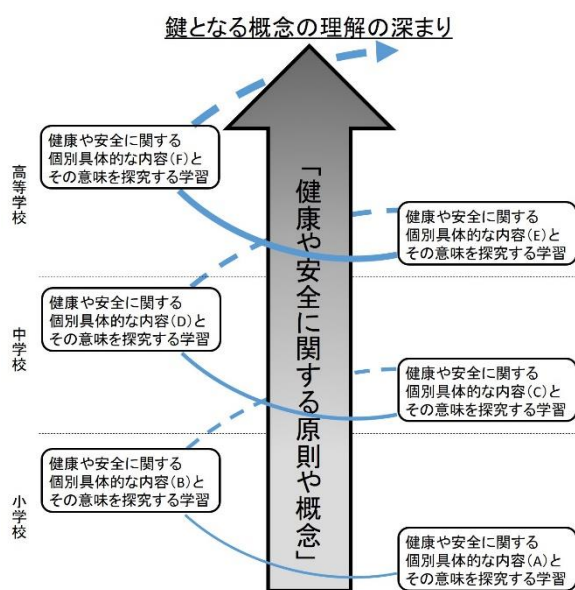 鍵となる概念の理解の深まり
健康や安全に関する
個別具体的な内容(F)と
その意味を探究する学習
高等学校
健康や安全に関する
個別具体的な内容(E)と
その意味を探究する学習
「健康や安全に関する原則や概念」
健康や安全に関する
個別具体的な内容(D)と
その意味を探究する学習
中学校
健康や安全に関する
個別具体的な内容(C)と
その意味を探究する学習
健康や安全に関する
個別具体的な内容(B)と
その意味を探究する学習
小学校
健康や安全に関する
個別具体的な内容(A)と
その意味を探究する学習